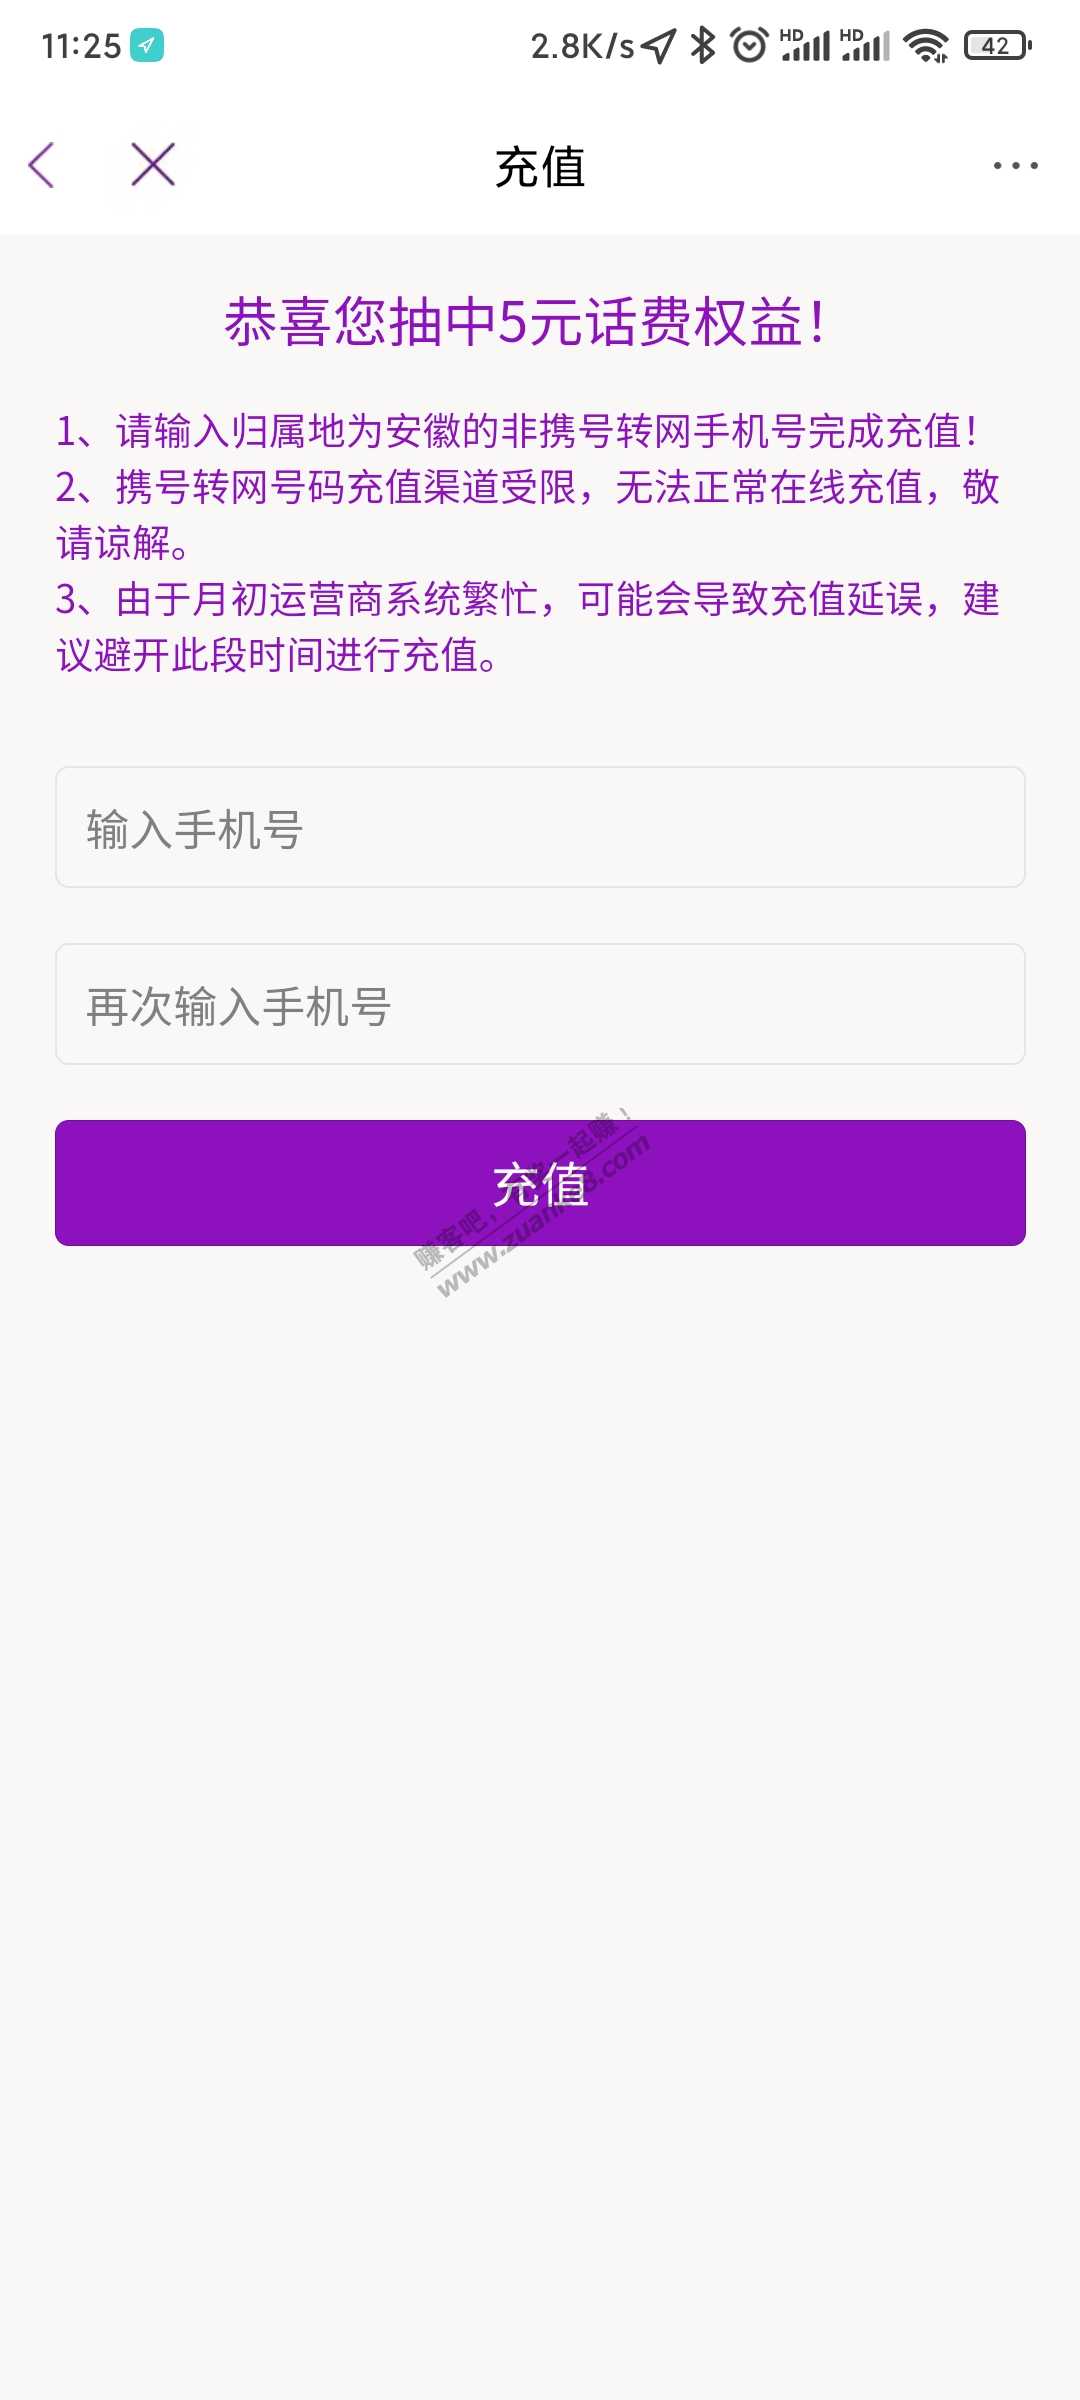 11:25
2.8K/s
HD
HD
42
充值
恭喜您抽中5元话费权益！
1、请输入归属地为安徽的非携号转网手机号完成充值！
2、携号转网号码充值渠道受限，无法正常在线充值，敬
请谅解。
3、由于月初运营商系统繁忙，可能会导致充值延误，建
议避开此段时间进行充值。
输入手机号
再次输入手机号
充值
赚客吧，
一起赚！